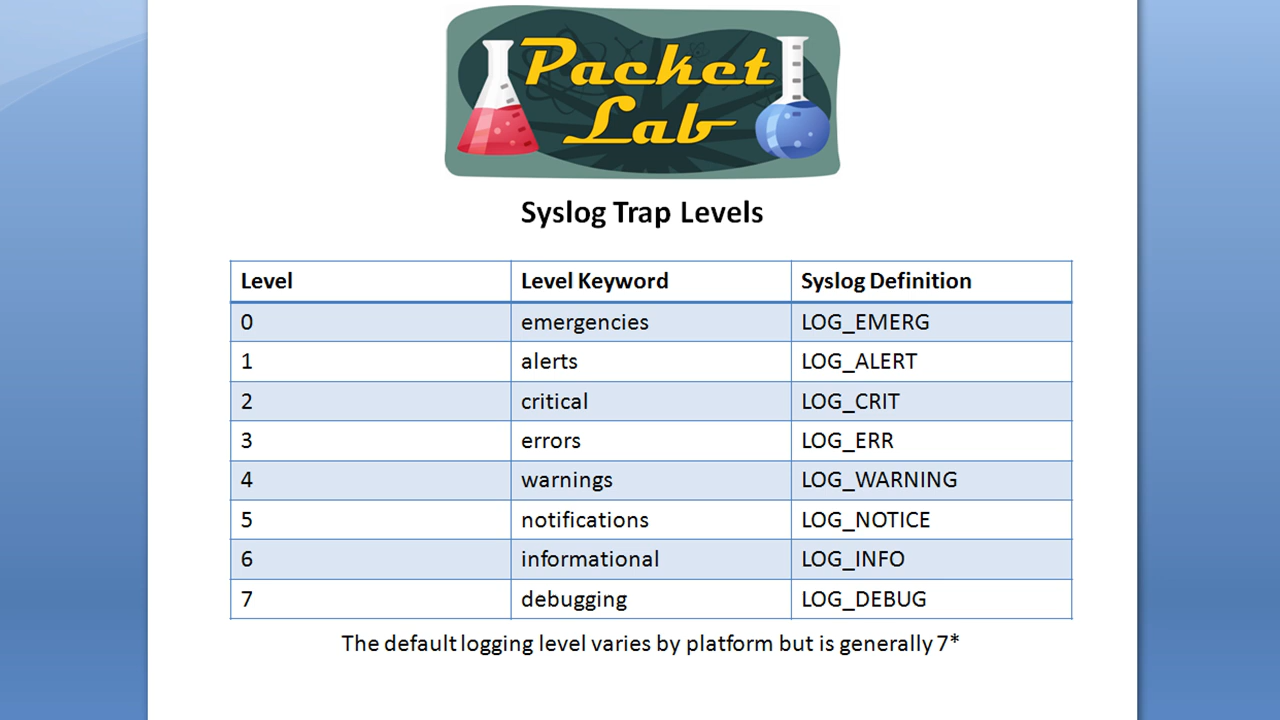 Packet
Lab
Syslog Trap Levels
Level Level Keyword Syslog Definition
0 emergencies LOG_EMERG
1 alerts LOG_ALERT
2 critical LOG_CRIT
3 errors LOG_ERR
4 warnings LOG_WARNING
5 notifications LOG_NOTICE
6 informational LOG_INFO
7 debugging LOG_DEBUG
The default logging level varies by platform but is generally 7*